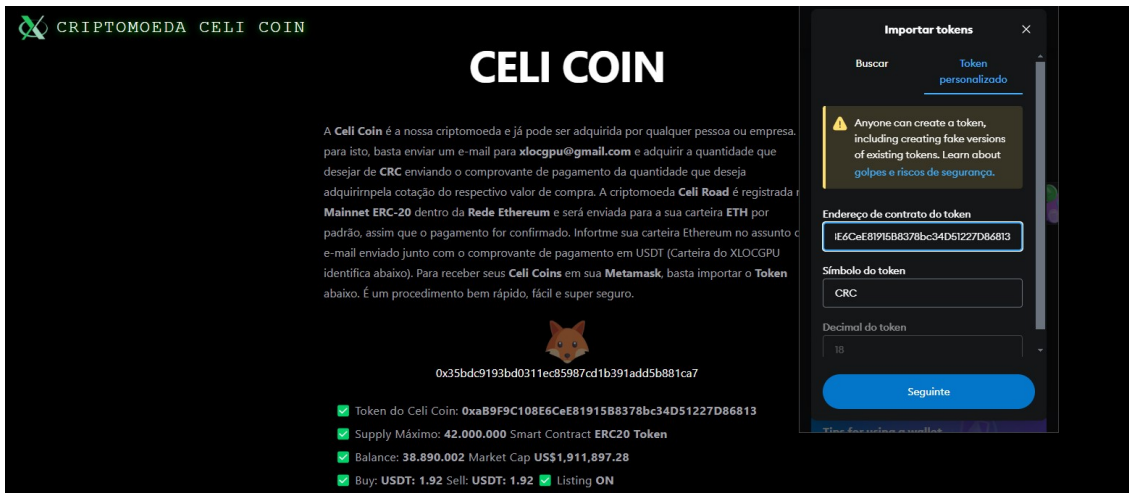 CRIPTOMOEDA CELI COIN
CELI COIN
A Celi Coin é a nossa criptomoeda e já pode ser adquirida por qualquer pessoa ou empresa.
para isto, basta enviar um e-mail para xlocgpu@gmail.com e adquirir a quantidade que
desejar de CRC enviando o comprovante de pagamento da quantidade que deseja
adquirirnpela cotação do respectivo valor de compra. A criptomoeda Celi Road é registrada
Mainnet ERC-20 dentro da Rede Ethereum e será enviada para a sua carteira ETH por
padrão, assim que o pagamento for confirmado. Infortme sua carteira Ethereum no assunto
e-mail enviado junto com o comprovante de pagamento em USDT (Carteira do XLOCGPU
identifica abaixo). Para receber seus Celi Coins em sua Metamask, basta importar o Token
abaixo. É um procedimento bem rápido, fácil e super seguro.
0x35bdc9193bd0311ec85987cd1b391add5b881ca7
✅ Token do Celi Coin: 0xaB9F9C108E6CeE81915B8378bc34D51227D86813
✅ Supply Máximo: 42.000.000 Smart Contract ERC20 Token
✅ Balance: 38.890.002 Market Cap US$1,911,897.28
✅ Buy: USDT: 1.92 Sell: USDT: 1.92 ✅ Listing ON
Importar tokens
Buscar
Token
personalizado
Anyone can create a token,
including creating fake versions
of existing tokens. Learn about
golpes e riscos de segurança.
Endereço de contrato do token
E6CeE81915B8378bc34D51227D86813
Símbolo do token
CRC
Decimal do token
18
Seguinte
Tips for using a wallet